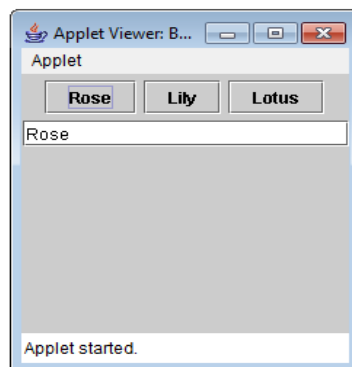 Applet Viewer: B...
Applet
Rose Lily Lotus
Rose
Applet started.